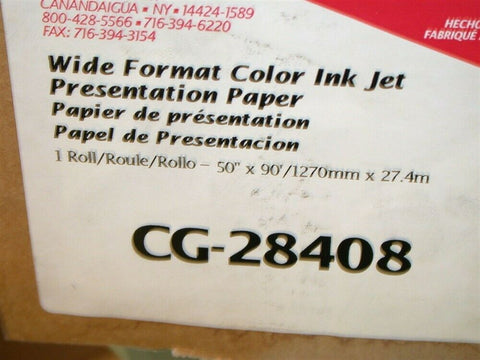 CANANDAIGUA • NY • 14424-1589
800-428-5566 • 716-394-6220
FAX: 716-394-3154
HECHO
FABRIQUÉ
Wide Format Color Ink Jet
Presentation Paper
Papier de présentation
Papel de Presentacion
1 Roll/Roule/Rollo – 50" x 90'/1270mm x 27.4m
CG-28408